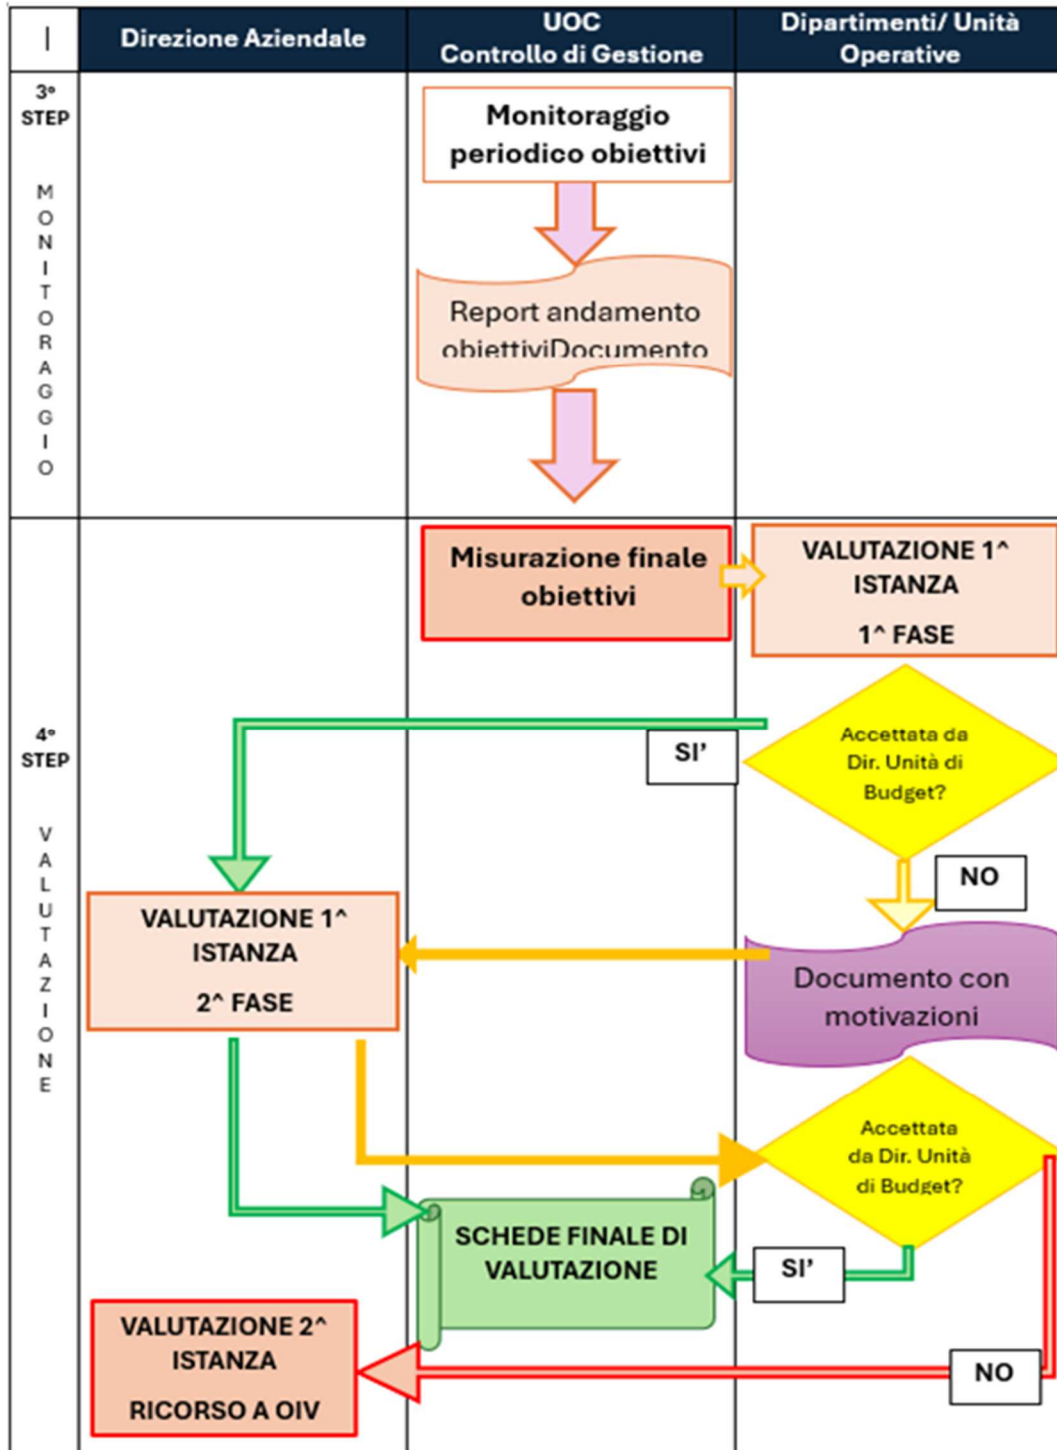 |
Direzione Aziendale
UOC
Controllo di Gestione
Dipartimenti/ Unità
Operative
3°
STEP
M
O
N
I
T
O
R
A
G
G
I
O
Monitoraggio
periodico obiettivi
Report andamento
obiettiviDocumento
4°
STEP
V
A
L
U
T
A
Z
I
O
N
E
Misurazione finale
obiettivi
VALUTAZIONE 1^
ISTANZA
1^ FASE
Accettata da
Dir. Unità di
Budget?
SI’
NO
VALUTAZIONE 1^
ISTANZA
2^ FASE
Documento con
motivazioni
Accettata
da Dir. Unità
di Budget?
SCHEDE FINALE DI
VALUTAZIONE
SI’
VALUTAZIONE 2^
ISTANZA
RICORSO A OIV
NO